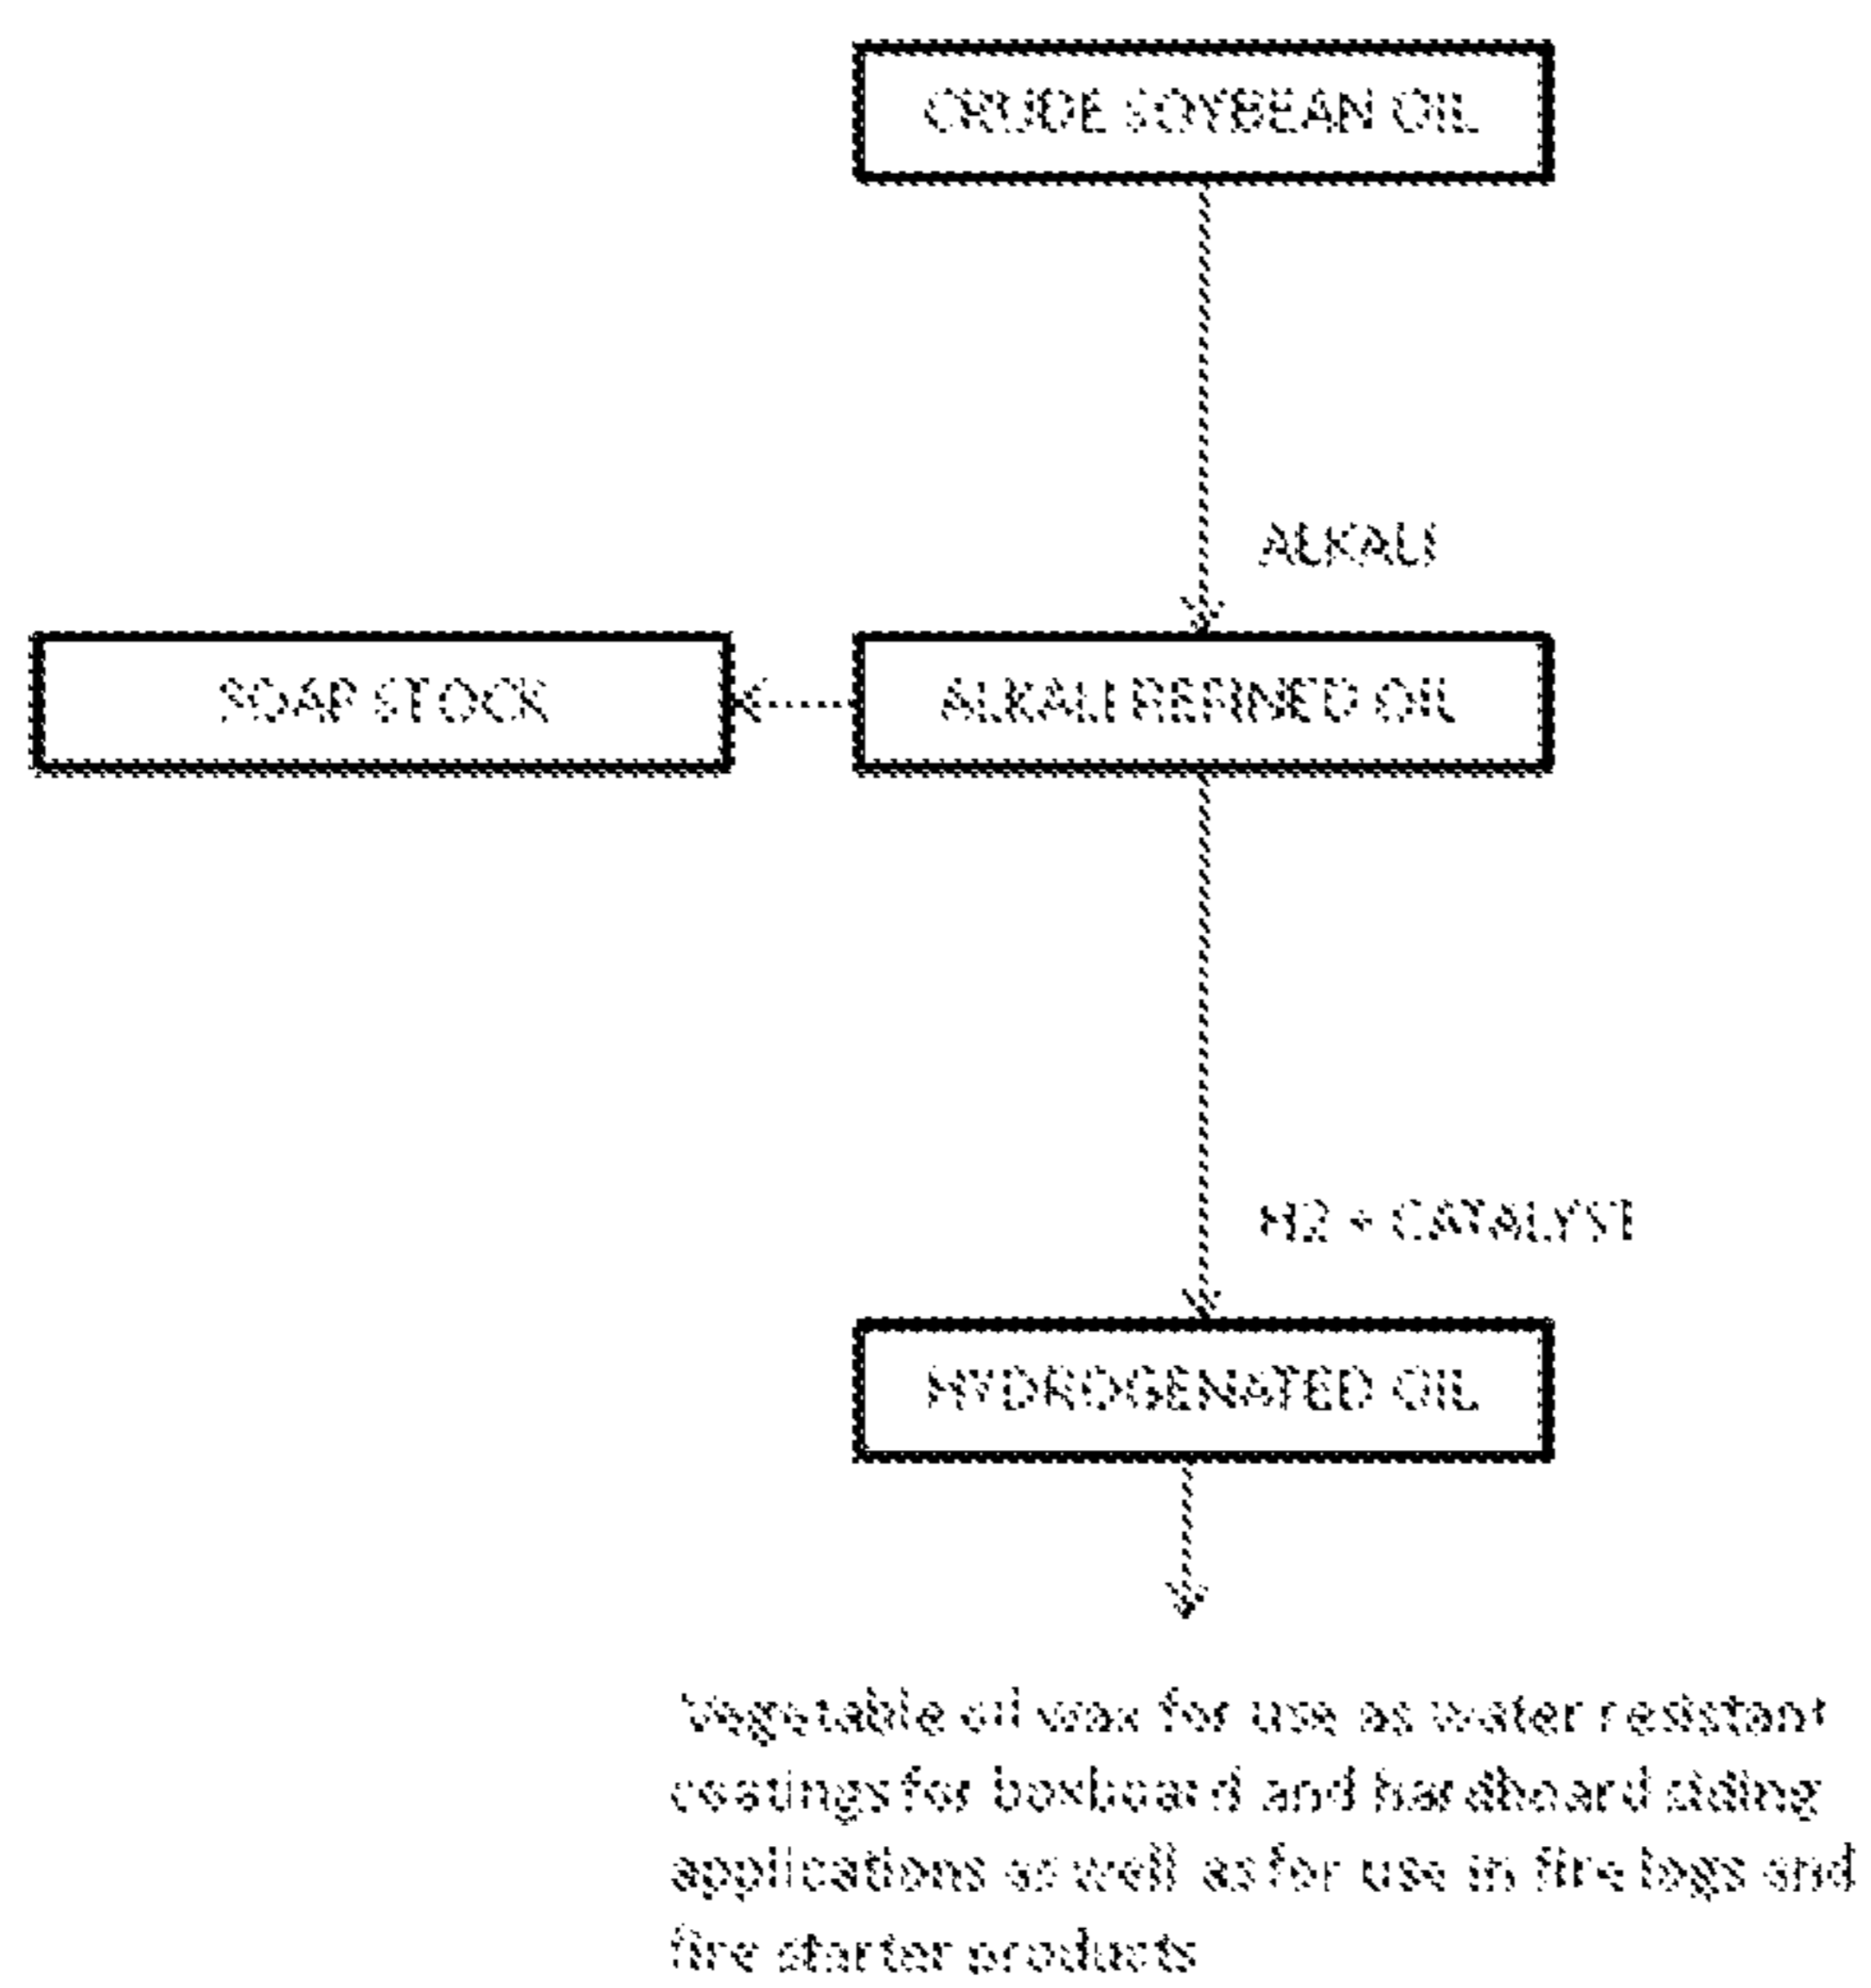 CRUDE SOYBEAN OIL
ALKALI
SOAP STOCK
ALKALI REFINED OIL
H2 + CATALYST
HYDROGENATED OIL
Vegetable oil wax for use as water resistant
coatings for boxboard and hardboard siding
applications as well as for use in fire logs and
fire starter products